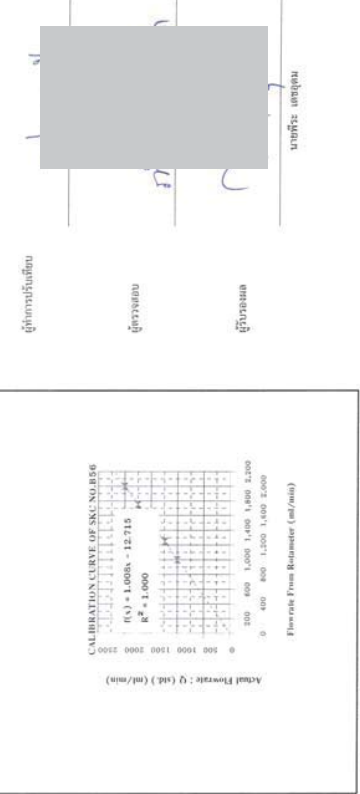 ผู้ทำการปรับเทียบ
ผู้ตรวจสอบ
ผู้รับรองผล
นายพีระ เดชอุดม
CALIBRATION CURVE OF SKC NO.B56
f(x) = 1.008x - 12.715
R² = 1.000
Actual Flowrate : Q (std.) (ml/min)
2500
2000
1500
1000
500
0
200 600 1,000 1,400 1,800 2,200
0 400 800 1,200 1,600 2,000
Flowrate From Rotameter ( ml/min)